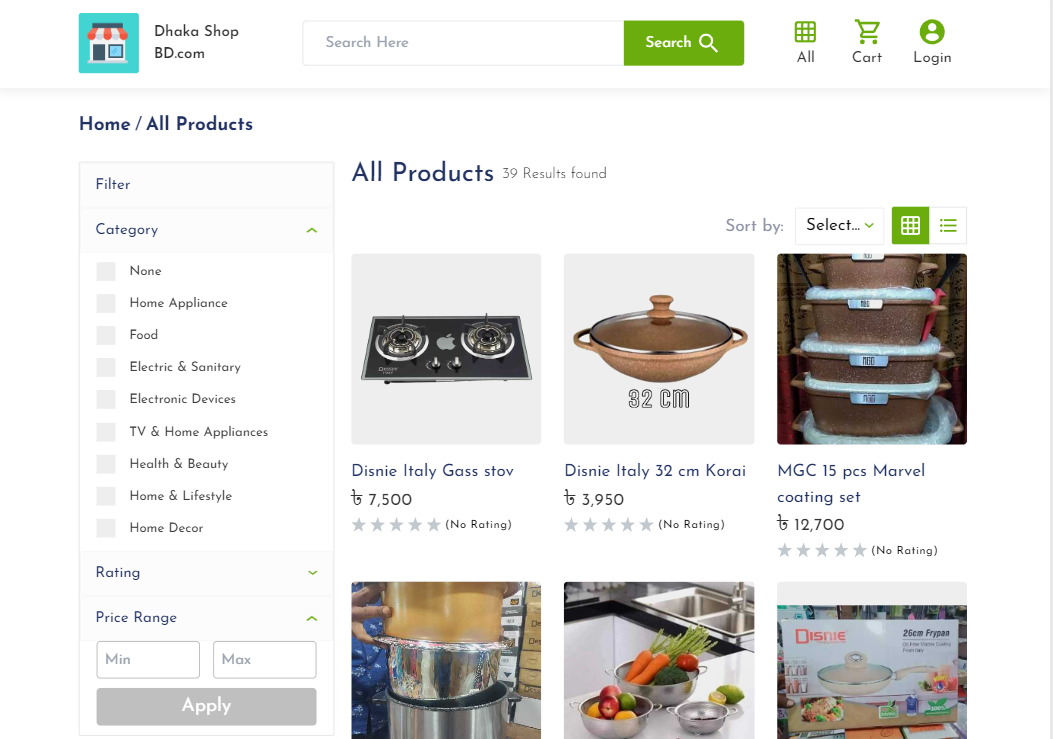 Dhaka Shop
BD.com
Search Here
Search
All
Cart
Login
Home / All Products
Filter
Category
None
Home Appliance
Food
Electric & Sanitary
Electronic Devices
TV & Home Appliances
Health & Beauty
Home & Lifestyle
Home Decor
Rating
Price Range
Min
Max
Apply
All Products 39 Results found
Sort by: Select...
DISNIE
32 CM
MGC
Disnie Italy Gass stov
৳ 7,500
(No Rating)
Disnie Italy 32 cm Korai
৳ 3,950
(No Rating)
MGC 15 pcs Marvel
coating set
৳ 12,700
(No Rating)
DISNIE
26cm Frypan